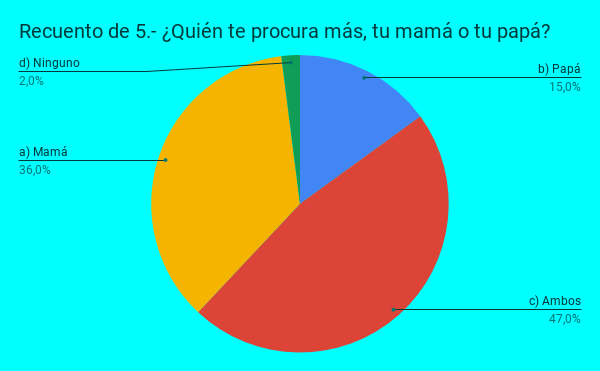 Recuento de 5.- ¿Quién te procura más, tu mamá o tu papá?
d) Ninguno
2,0%
b) Papá
15,0%
a) Mamá
36,0%
c) Ambos
47,0%